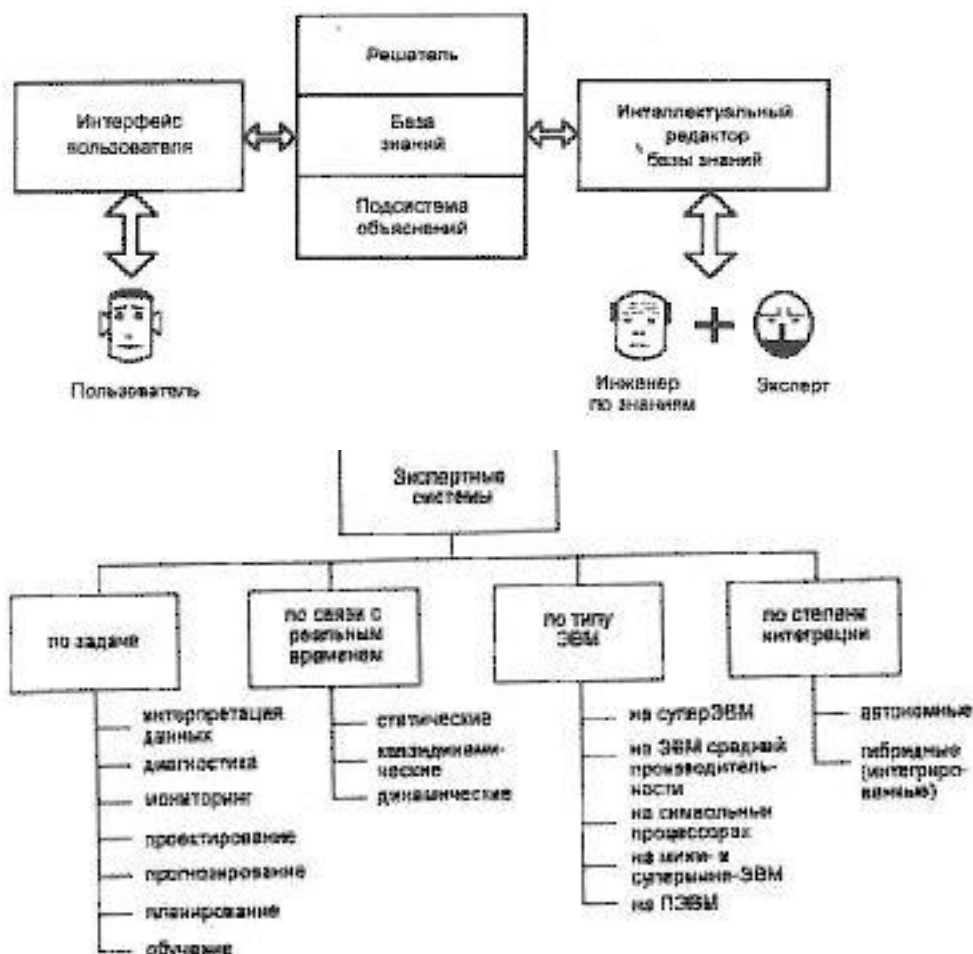 Решатель
Интерфейс
пользователя
База
знаний
Интеллектуальный
редактор
базы знаний
Подсистема
объяснений
Пользователь
Инженер
по знаниям
Эксперт
Экспертные
системы
по задаче
по связи с
реальным
временем
по типу
ЭВМ
по степени
интеграции
интерпретация
данных
диагностика
мониторинг
проектирование
прогнозирование
планирование
обучение
статические
квазидинами-
ческие
динамические
на суперЭВМ
на ЭВМ средней
производитель-
ности
на символьных
процессорах
на мини- и
супермини-ЭВМ
на ПЭВМ
автономные
гибридные
(интегриро-
ванные)